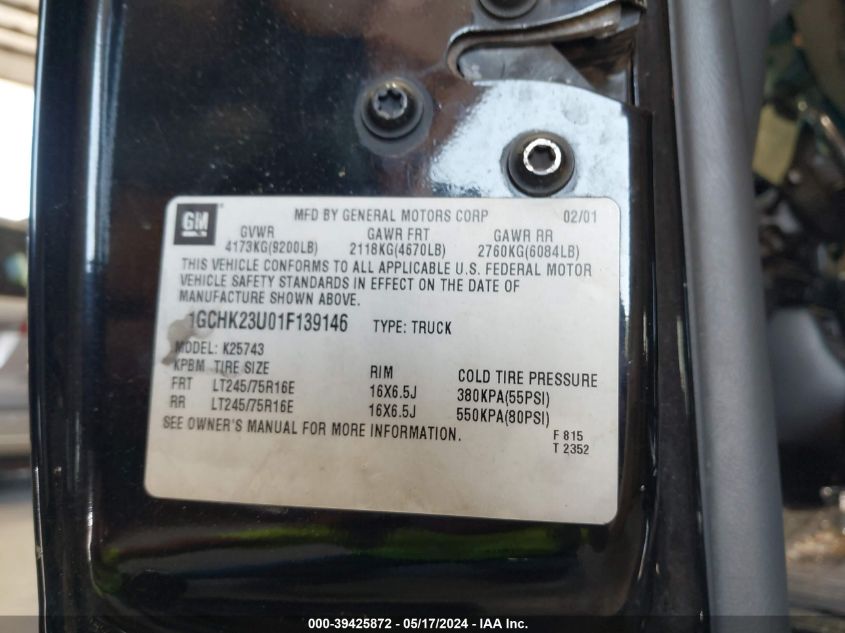 GM MFD BY GENERAL MOTORS CORP 02/01
GVWR GAWR FRT GAWR RR
4173KG(9200LB) 2118KG(4670LB) 2760KG(6084LB)
THIS VEHICLE CONFORMS TO ALL APPLICABLE U.S. FEDERAL MOTOR
VEHICLE SAFETY STANDARDS IN EFFECT ON THE DATE OF
MANUFACTURE SHOWN ABOVE.
1GCHK23U01F139146 TYPE: TRUCK
MODEL: K25743
KPBM TIRE SIZE RIM COLD TIRE PRESSURE
FRT LT245/75R16E 16X6.5J 380KPA(55PSI)
RR LT245/75R16E 16X6.5J 550KPA(80PSI)
SEE OWNER'S MANUAL FOR MORE INFORMATION.
F 815
T 2352
000-39425872 - 05/17/2024 - IAA Inc.